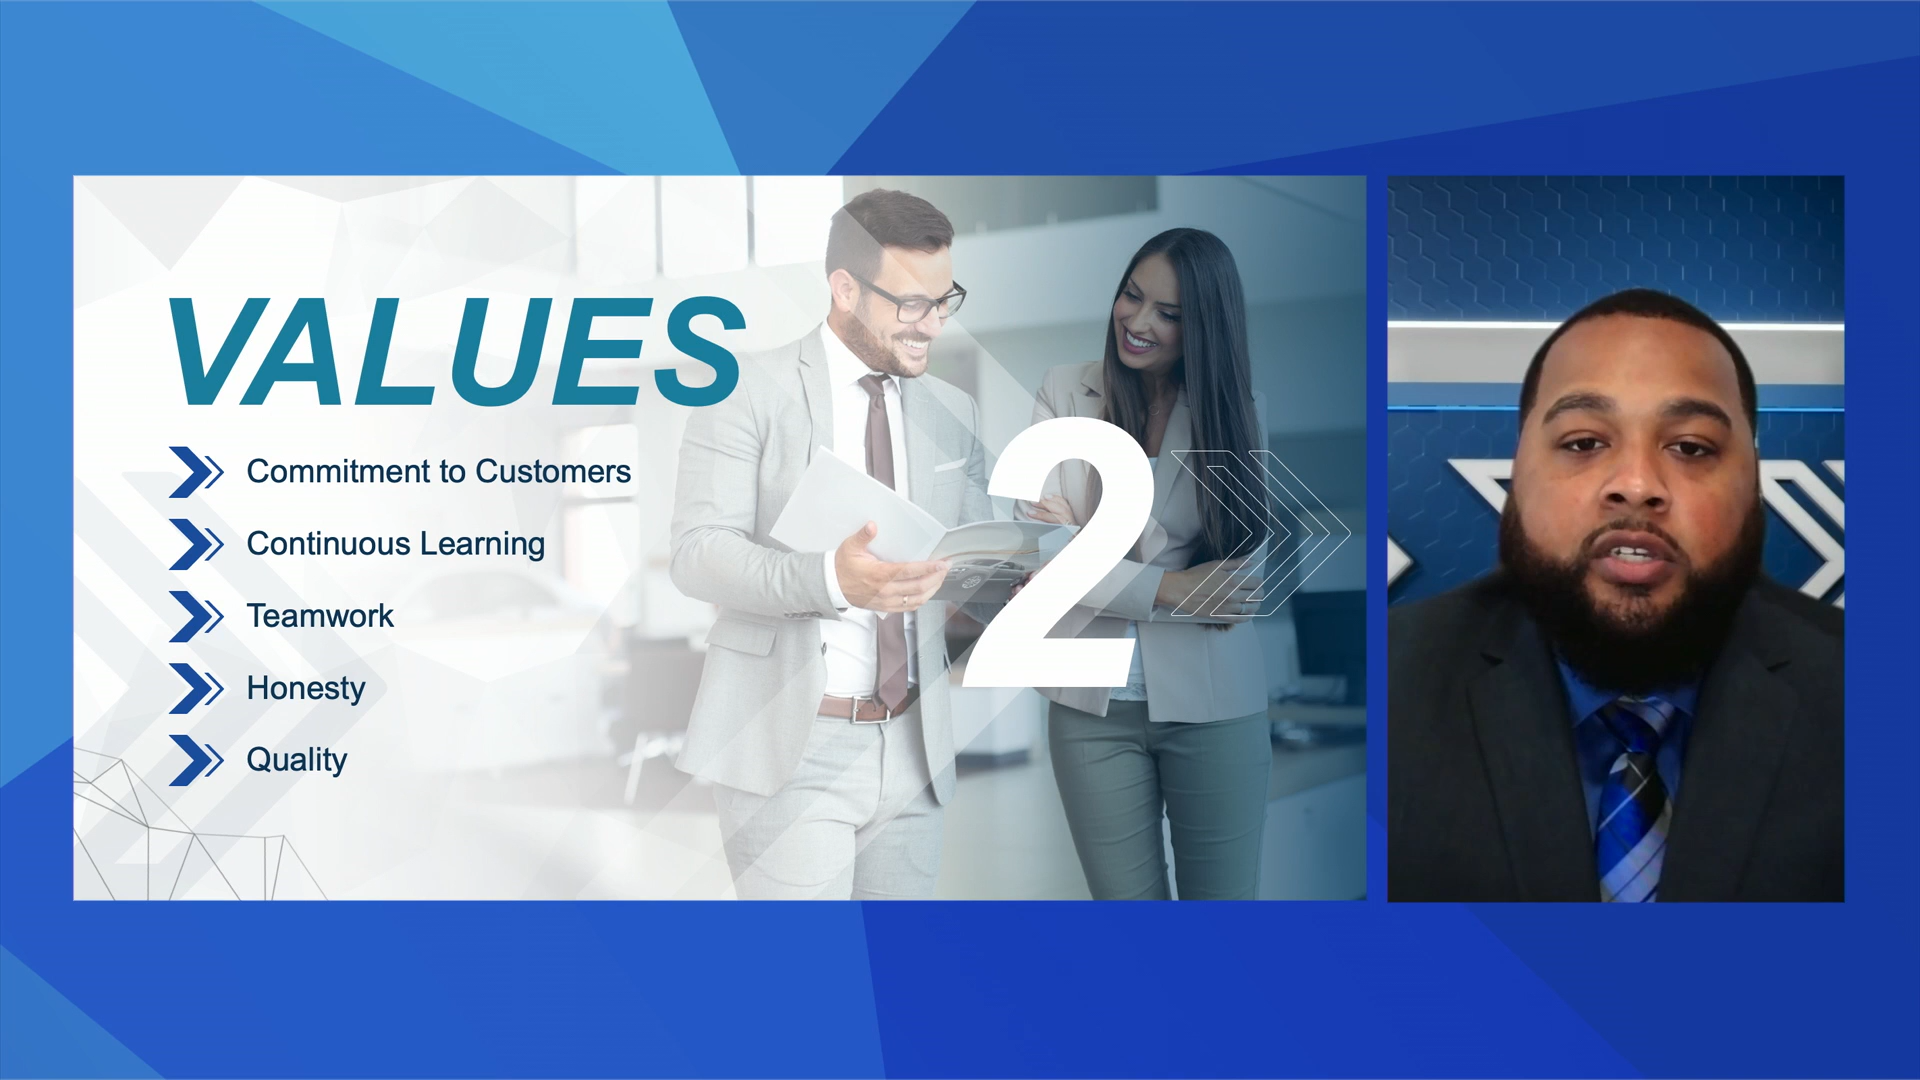 VALUES
Commitment to Customers
Continuous Learning
Teamwork
Honesty
Quality
2